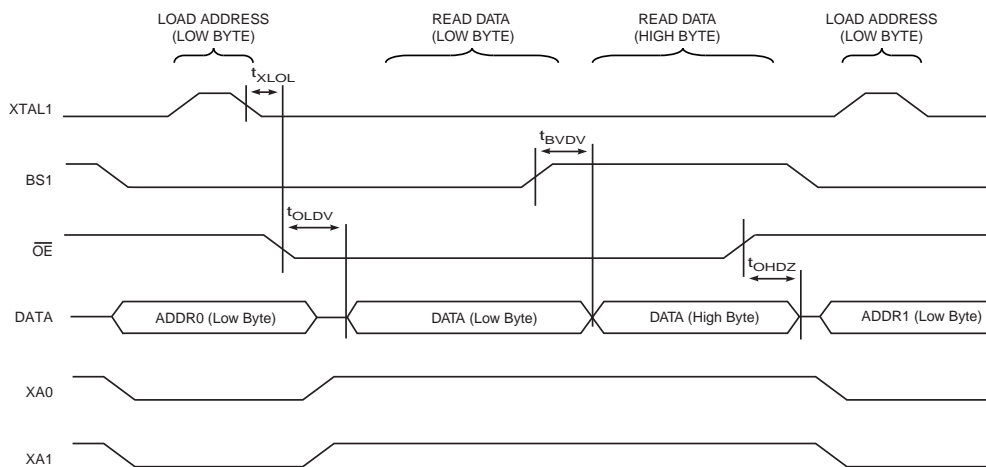 LOAD ADDRESS
(LOW BYTE)
READ DATA
(LOW BYTE)
READ DATA
(HIGH BYTE)
LOAD ADDRESS
(LOW BYTE)
tXLOL
XTAL1
tBVDV
BS1
tOLDV
OE
tOHDZ
DATA
ADDR0 (Low Byte)
DATA (Low Byte)
DATA (High Byte)
ADDR1 (Low Byte)
XA0
XA1